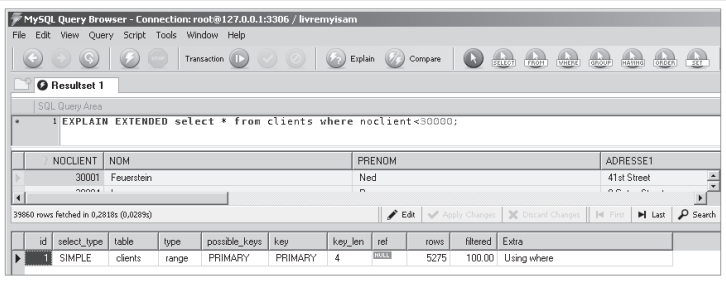 MySQL Query Browser - Connection: root@127.0.0.1:3306 / livremyisam
File Edit View Query Script Tools Window Help
Transaction Explain Compare SELECT FROM WHERE GROUP HAVING ORDER SET
Resultset 1
SQL Query Area
1 EXPLAIN EXTENDED select * from clients where noclient<30000;
NOCLIENT NOM PRENOM ADRESSE1
30001 Feuerstein Ned 41st Street
39860 rows fetched in 0,2818s (0,0289s) Edit Apply Changes Discard Changes First Last Search
id select_type table type possible_keys key key_len ref rows filtered Extra
1 SIMPLE clients range PRIMARY PRIMARY 4 NULL 5275 100.00 Using where